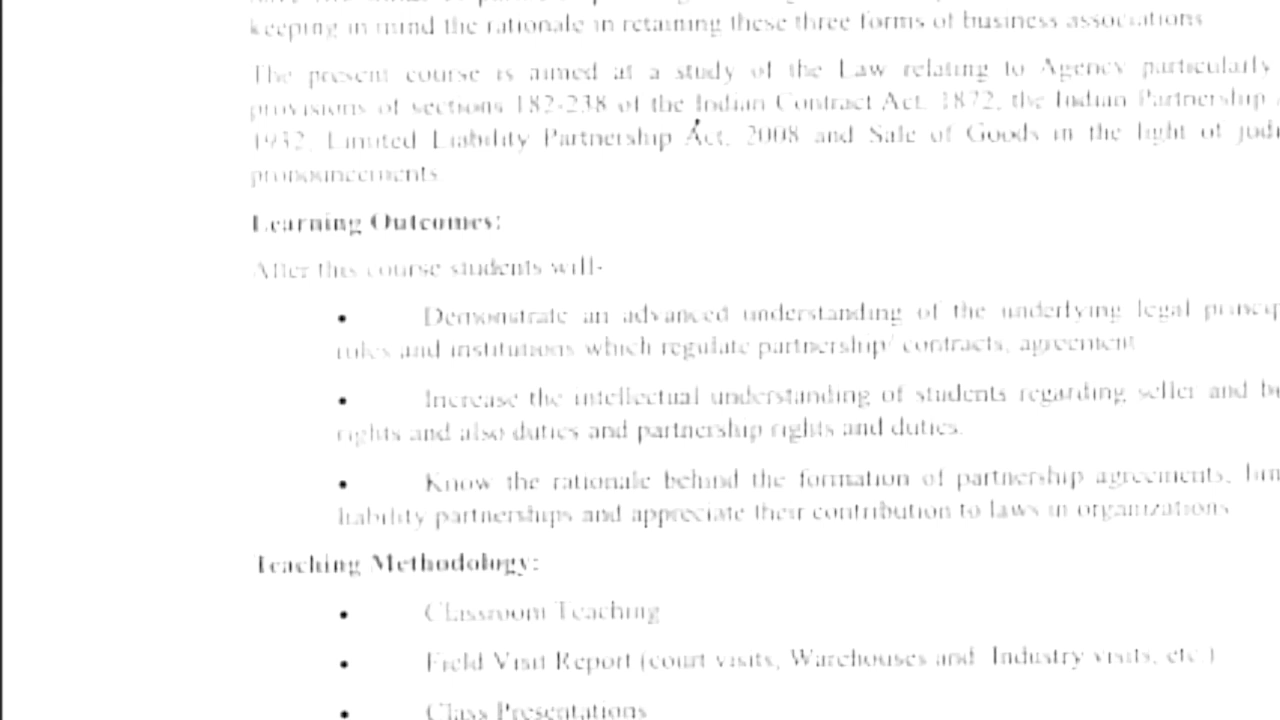 keeping in mind the rationale in retaining these three forms of business associations
The present course is aimed at a study of the Law relating to Agency particularly
provisions of sections 182-238 of the Indian Contract Act, 1872, the Indian Partnership
1932, Limited Liability Partnership Act, 2008 and Sale of Goods in the light of
pronouncements.
Learning Outcomes:
After this course students will-
• Demonstrate an advanced understanding of the underlying legal
rules and institutions which regulate partnership/ contracts, agreement
• Increase the intellectual understanding of students regarding seller and
rights and also duties and partnership rights and duties.
• Know the rationale behind the formation of partnership agreements,
liability partnerships and appreciate their contribution to laws in organizations
Teaching Methodology:
• Classroom Teaching
• Field Visit Report (court visits, Warehouses and Industry visits, etc.)
• Class Presentations